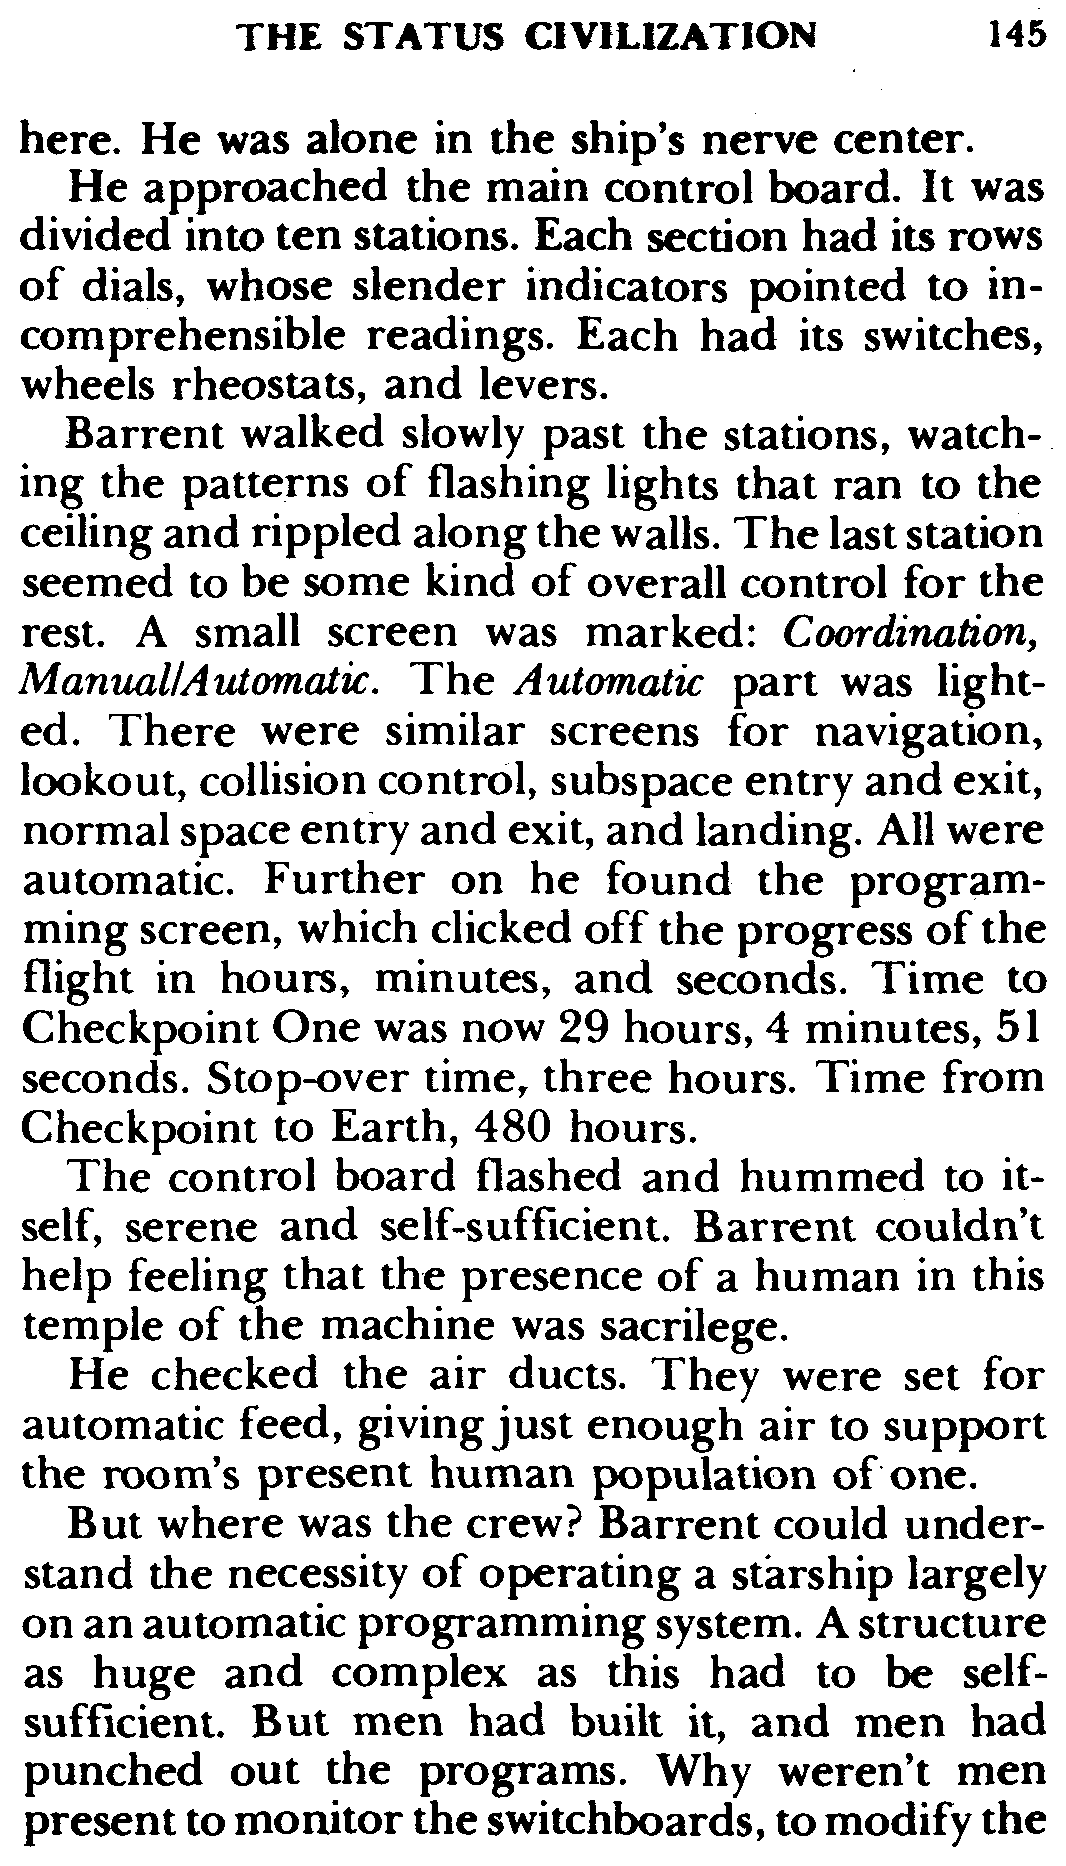 THE STATUS CIVILIZATION 145
here. He was alone in the ship's nerve center.
He approached the main control board. It was
divided into ten stations. Each section had its rows
of dials, whose slender indicators pointed to in-
comprehensible readings. Each had its switches,
wheels rheostats, and levers.
Barrent walked slowly past the stations, watch-
ing the patterns of flashing lights that ran to the
ceiling and rippled along the walls. The last station
seemed to be some kind of overall control for the
rest. A small screen was marked: Coordination,
Manual/Automatic. The Automatic part was light-
ed. There were similar screens for navigation,
lookout, collision control, subspace entry and exit,
normal space entry and exit, and landing. All were
automatic. Further on he found the program-
ming screen, which clicked off the progress of the
flight in hours, minutes, and seconds. Time to
Checkpoint One was now 29 hours, 4 minutes, 51
seconds. Stop-over time, three hours. Time from
Checkpoint to Earth, 480 hours.
The control board flashed and hummed to it-
self, serene and self-sufficient. Barrent couldn't
help feeling that the presence of a human in this
temple of the machine was sacrilege.
He checked the air ducts. They were set for
automatic feed, giving just enough air to support
the room's present human population of one.
But where was the crew? Barrent could under-
stand the necessity of operating a starship largely
on an automatic programming system. A structure
as huge and complex as this had to be self-
sufficient. But men had built it, and men had
punched out the programs. Why weren't men
present to monitor the switchboards, to modify the